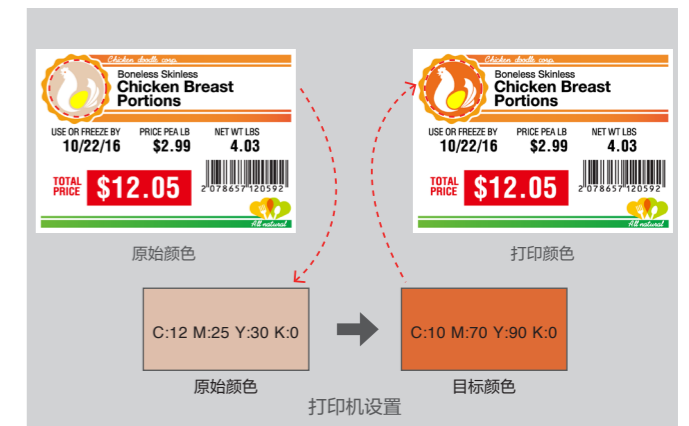 Chicken doodle corp.
Boneless Skinless
Chicken Breast
Portions
USE OR FREEZE BY PRICE PEA LB NET WT LBS
10/22/16 $2.99 4.03
TOTAL
PRICE $12.05
2 078657 120592
All natural
原始颜色
Chicken doodle corp.
Boneless Skinless
Chicken Breast
Portions
USE OR FREEZE BY PRICE PEA LB NET WT LBS
10/22/16 $2.99 4.03
TOTAL
PRICE $12.05
2 078657 120592
All natural
打印颜色
C:12 M:25 Y:30 K:0
C:10 M:70 Y:90 K:0
原始颜色
目标颜色
打印机设置